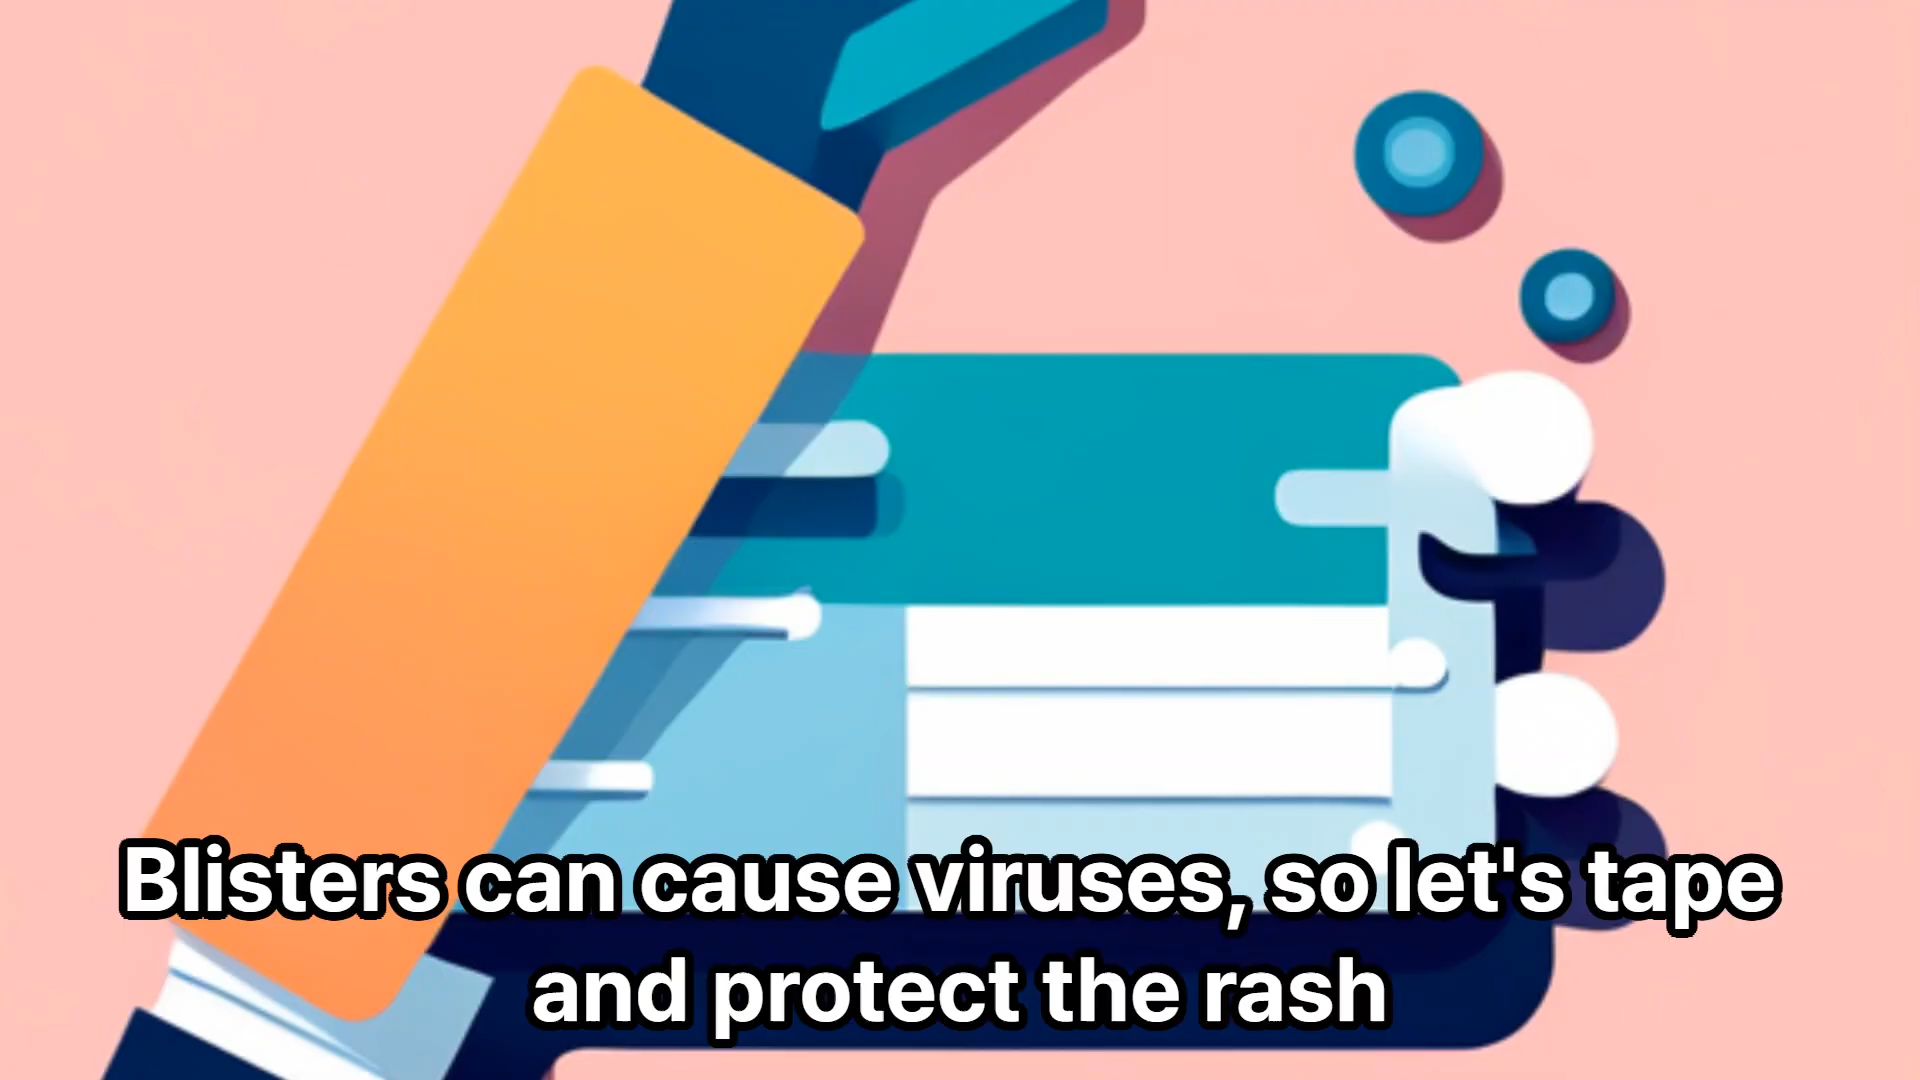 Blisters can cause viruses, so let's tape
and protect the rash